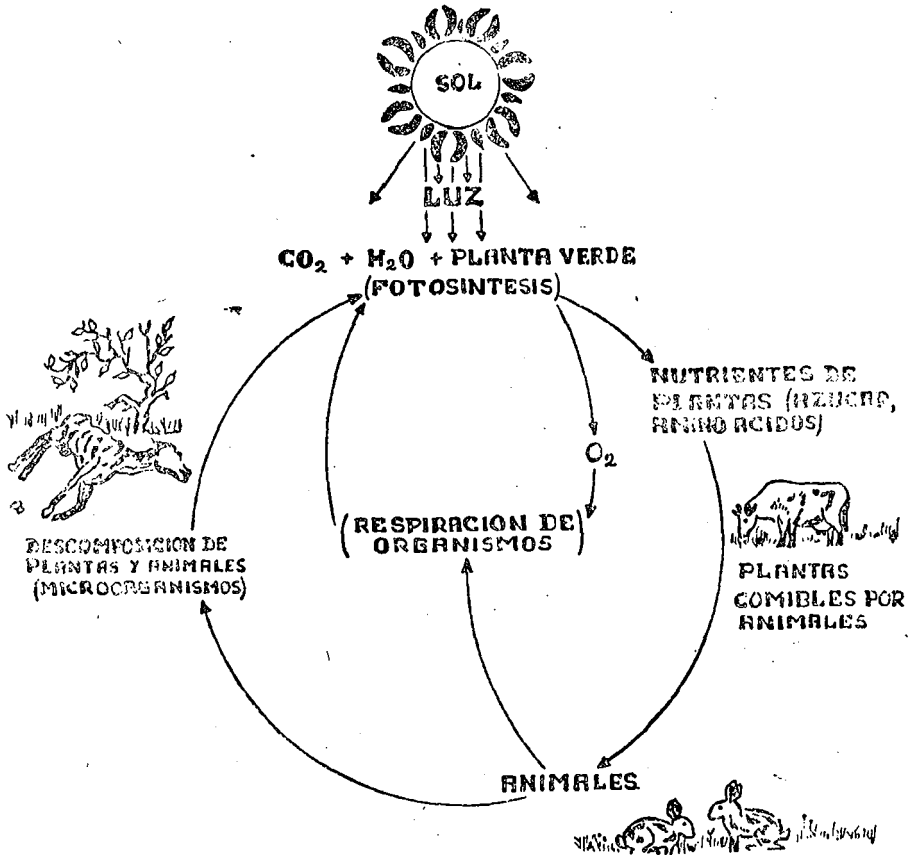 SOL
LUZ
CO₂ + H₂O + PLANTA VERDE
(FOTOSINTESIS)
NUTRIENTES DE
PLANTAS (AZUCAR,
AMINO ACIDOS)
O₂
(RESPIRACION DE
ORGANISMOS)
DESCOMPOSICION DE
PLANTAS Y ANIMALES
(MICROORGANISMOS)
PLANTAS
COMIBLES POR
ANIMALES
ANIMALES